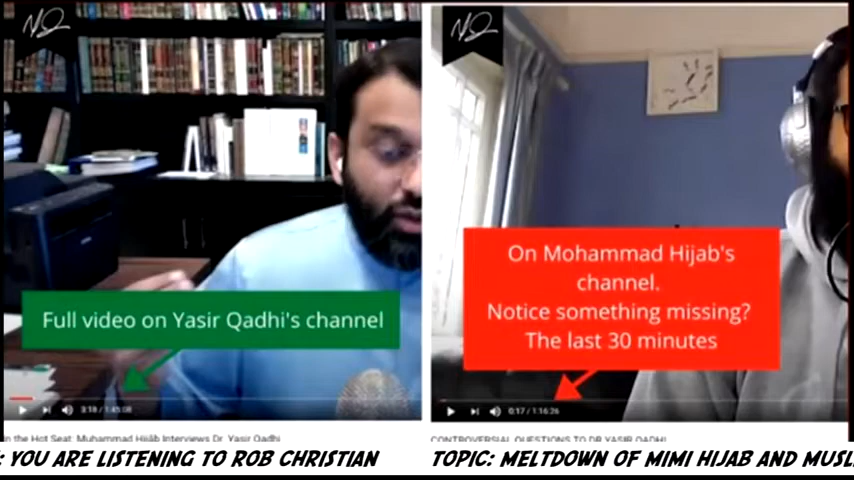 Full video on Yasir Qadhi's channel
3:18 / 1:45:08
in the Hot Seat: Muhammad Hijāb Interviews Dr. Yasir Qadhi
On Mohammad Hijab's
channel.
Notice something missing?
The last 30 minutes
0:17 / 1:16:26
CONTROVERSIAL QUESTIONS TO DR YASIR QADHI
: YOU ARE LISTENING TO ROB CHRISTIAN
TOPIC: MELTDOWN OF MIMI HIJAB AND MUSL